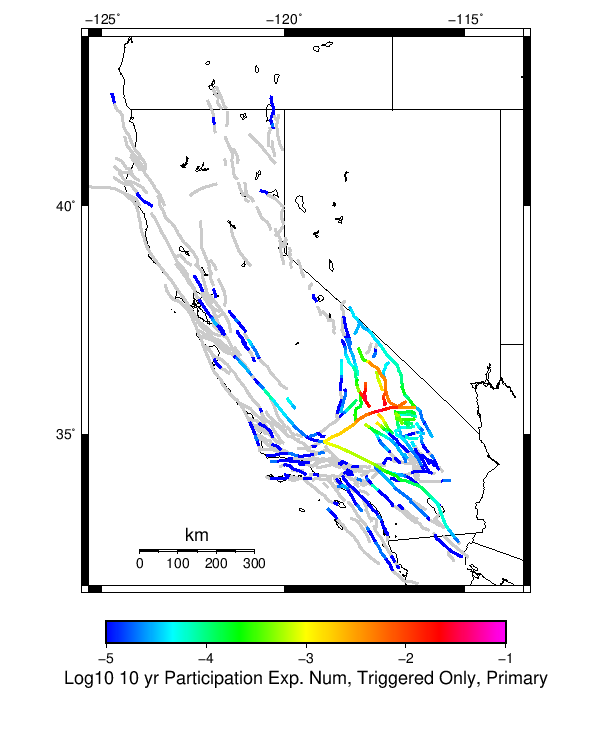 −125° −120° −115°
40°
35°
km
0 100 200 300
−5 −4 −3 −2 −1
Log10 10 yr Participation Exp. Num, Triggered Only, Primary